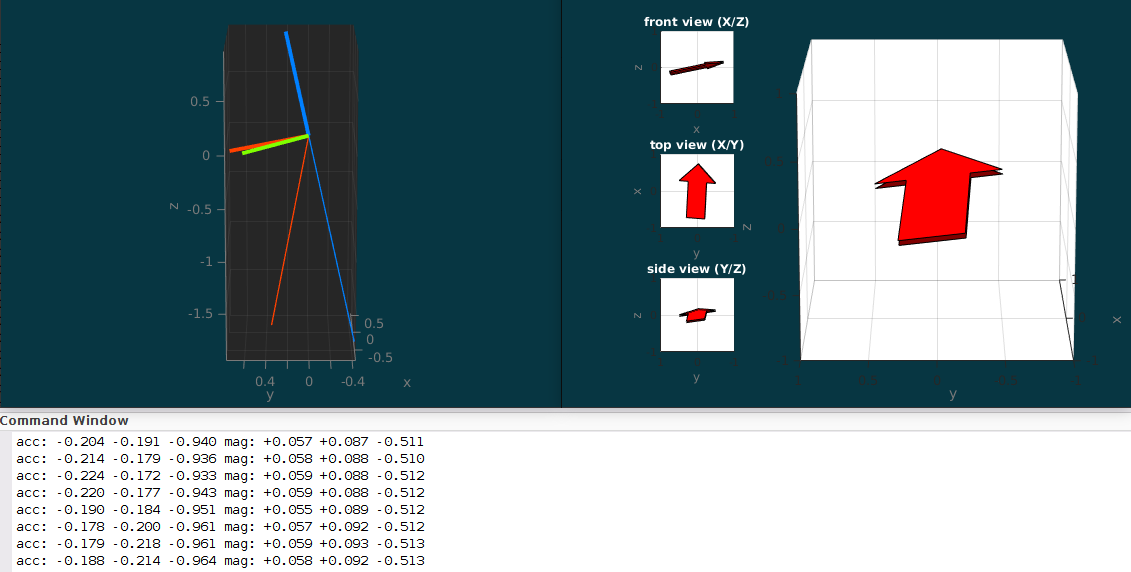 0.5
0
z
-0.5
-1
-1.5
0.5
0
-0.5
0.4
0
-0.4
x
y
front view (X/Z)
z
x
top view (X/Y)
x
z
y
side view (Y/Z)
z
y
x
y
Command Window
acc: -0.204 -0.191 -0.940 mag: +0.057 +0.087 -0.511
acc: -0.214 -0.179 -0.936 mag: +0.058 +0.088 -0.510
acc: -0.224 -0.172 -0.933 mag: +0.059 +0.088 -0.512
acc: -0.220 -0.177 -0.943 mag: +0.059 +0.088 -0.512
acc: -0.190 -0.184 -0.951 mag: +0.055 +0.089 -0.512
acc: -0.178 -0.200 -0.961 mag: +0.057 +0.092 -0.512
acc: -0.179 -0.218 -0.961 mag: +0.059 +0.093 -0.513
acc: -0.188 -0.214 -0.964 mag: +0.058 +0.092 -0.513